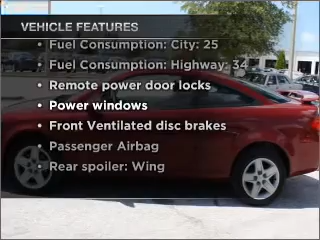 VEHICLE FEATURES
• Fuel Consumption: City: 25
• Fuel Consumption: Highway: 34
• Remote power door locks
• Power windows
• Front Ventilated disc brakes
• Passenger Airbag
• Rear spoiler: Wing